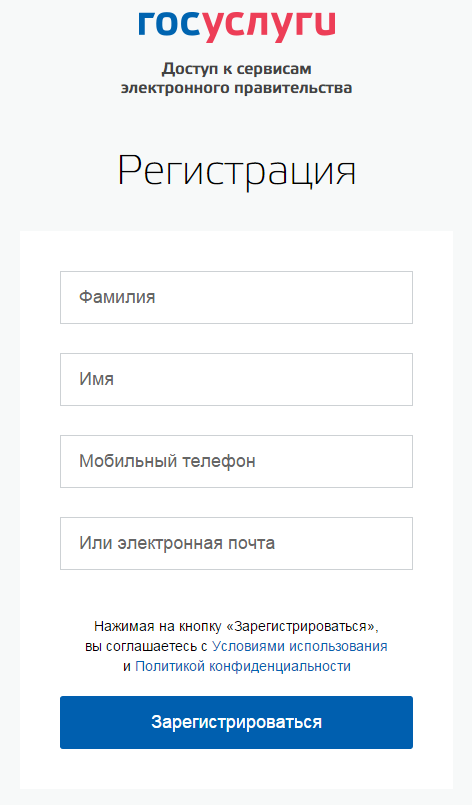 госуслуги
Доступ к сервисам
электронного правительства
Регистрация
Фамилия
Имя
Мобильный телефон
Или электронная почта
Нажимая на кнопку «Зарегистрироваться»,
вы соглашаетесь с Условиями использования
и Политикой конфиденциальности
Зарегистрироваться